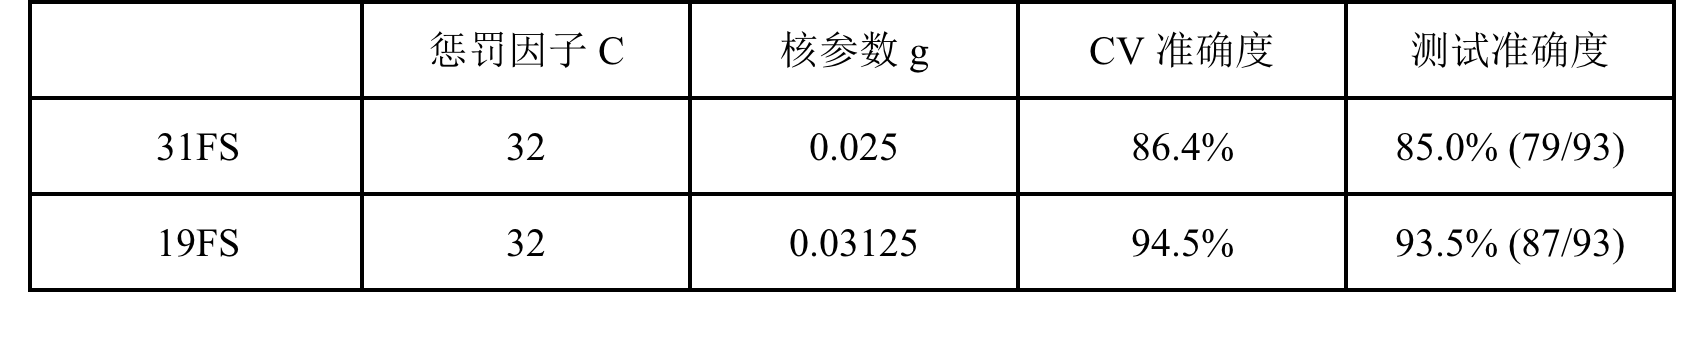 惩罚因子 C 核参数 g CV 准确度 测试准确度
31FS 32 0.025 86.4% 85.0% (79/93)
19FS 32 0.03125 94.5% 93.5% (87/93)